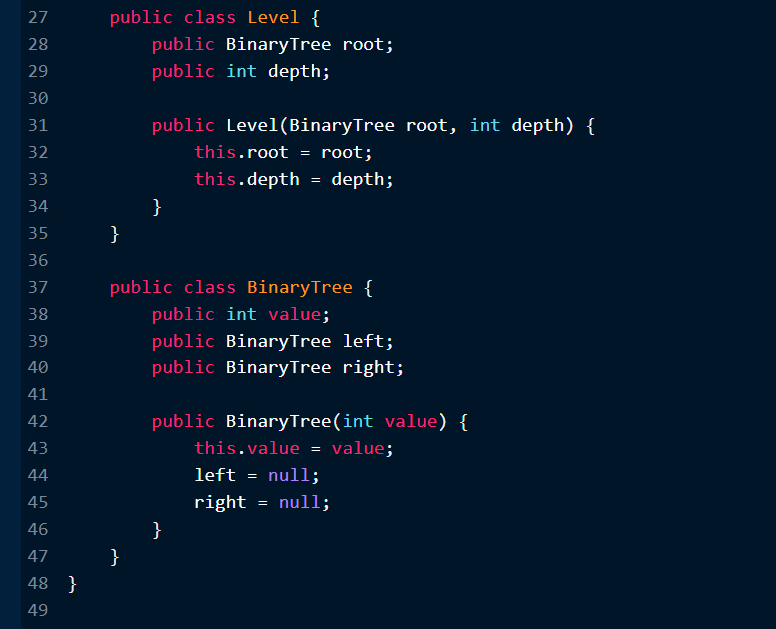 27     public class Level {
28         public BinaryTree root;
29         public int depth;
30
31         public Level(BinaryTree root, int depth) {
32             this.root = root;
33             this.depth = depth;
34         }
35     }
36
37     public class BinaryTree {
38         public int value;
39         public BinaryTree left;
40         public BinaryTree right;
41
42         public BinaryTree(int value) {
43             this.value = value;
44             left = null;
45             right = null;
46         }
47     }
48 }
49